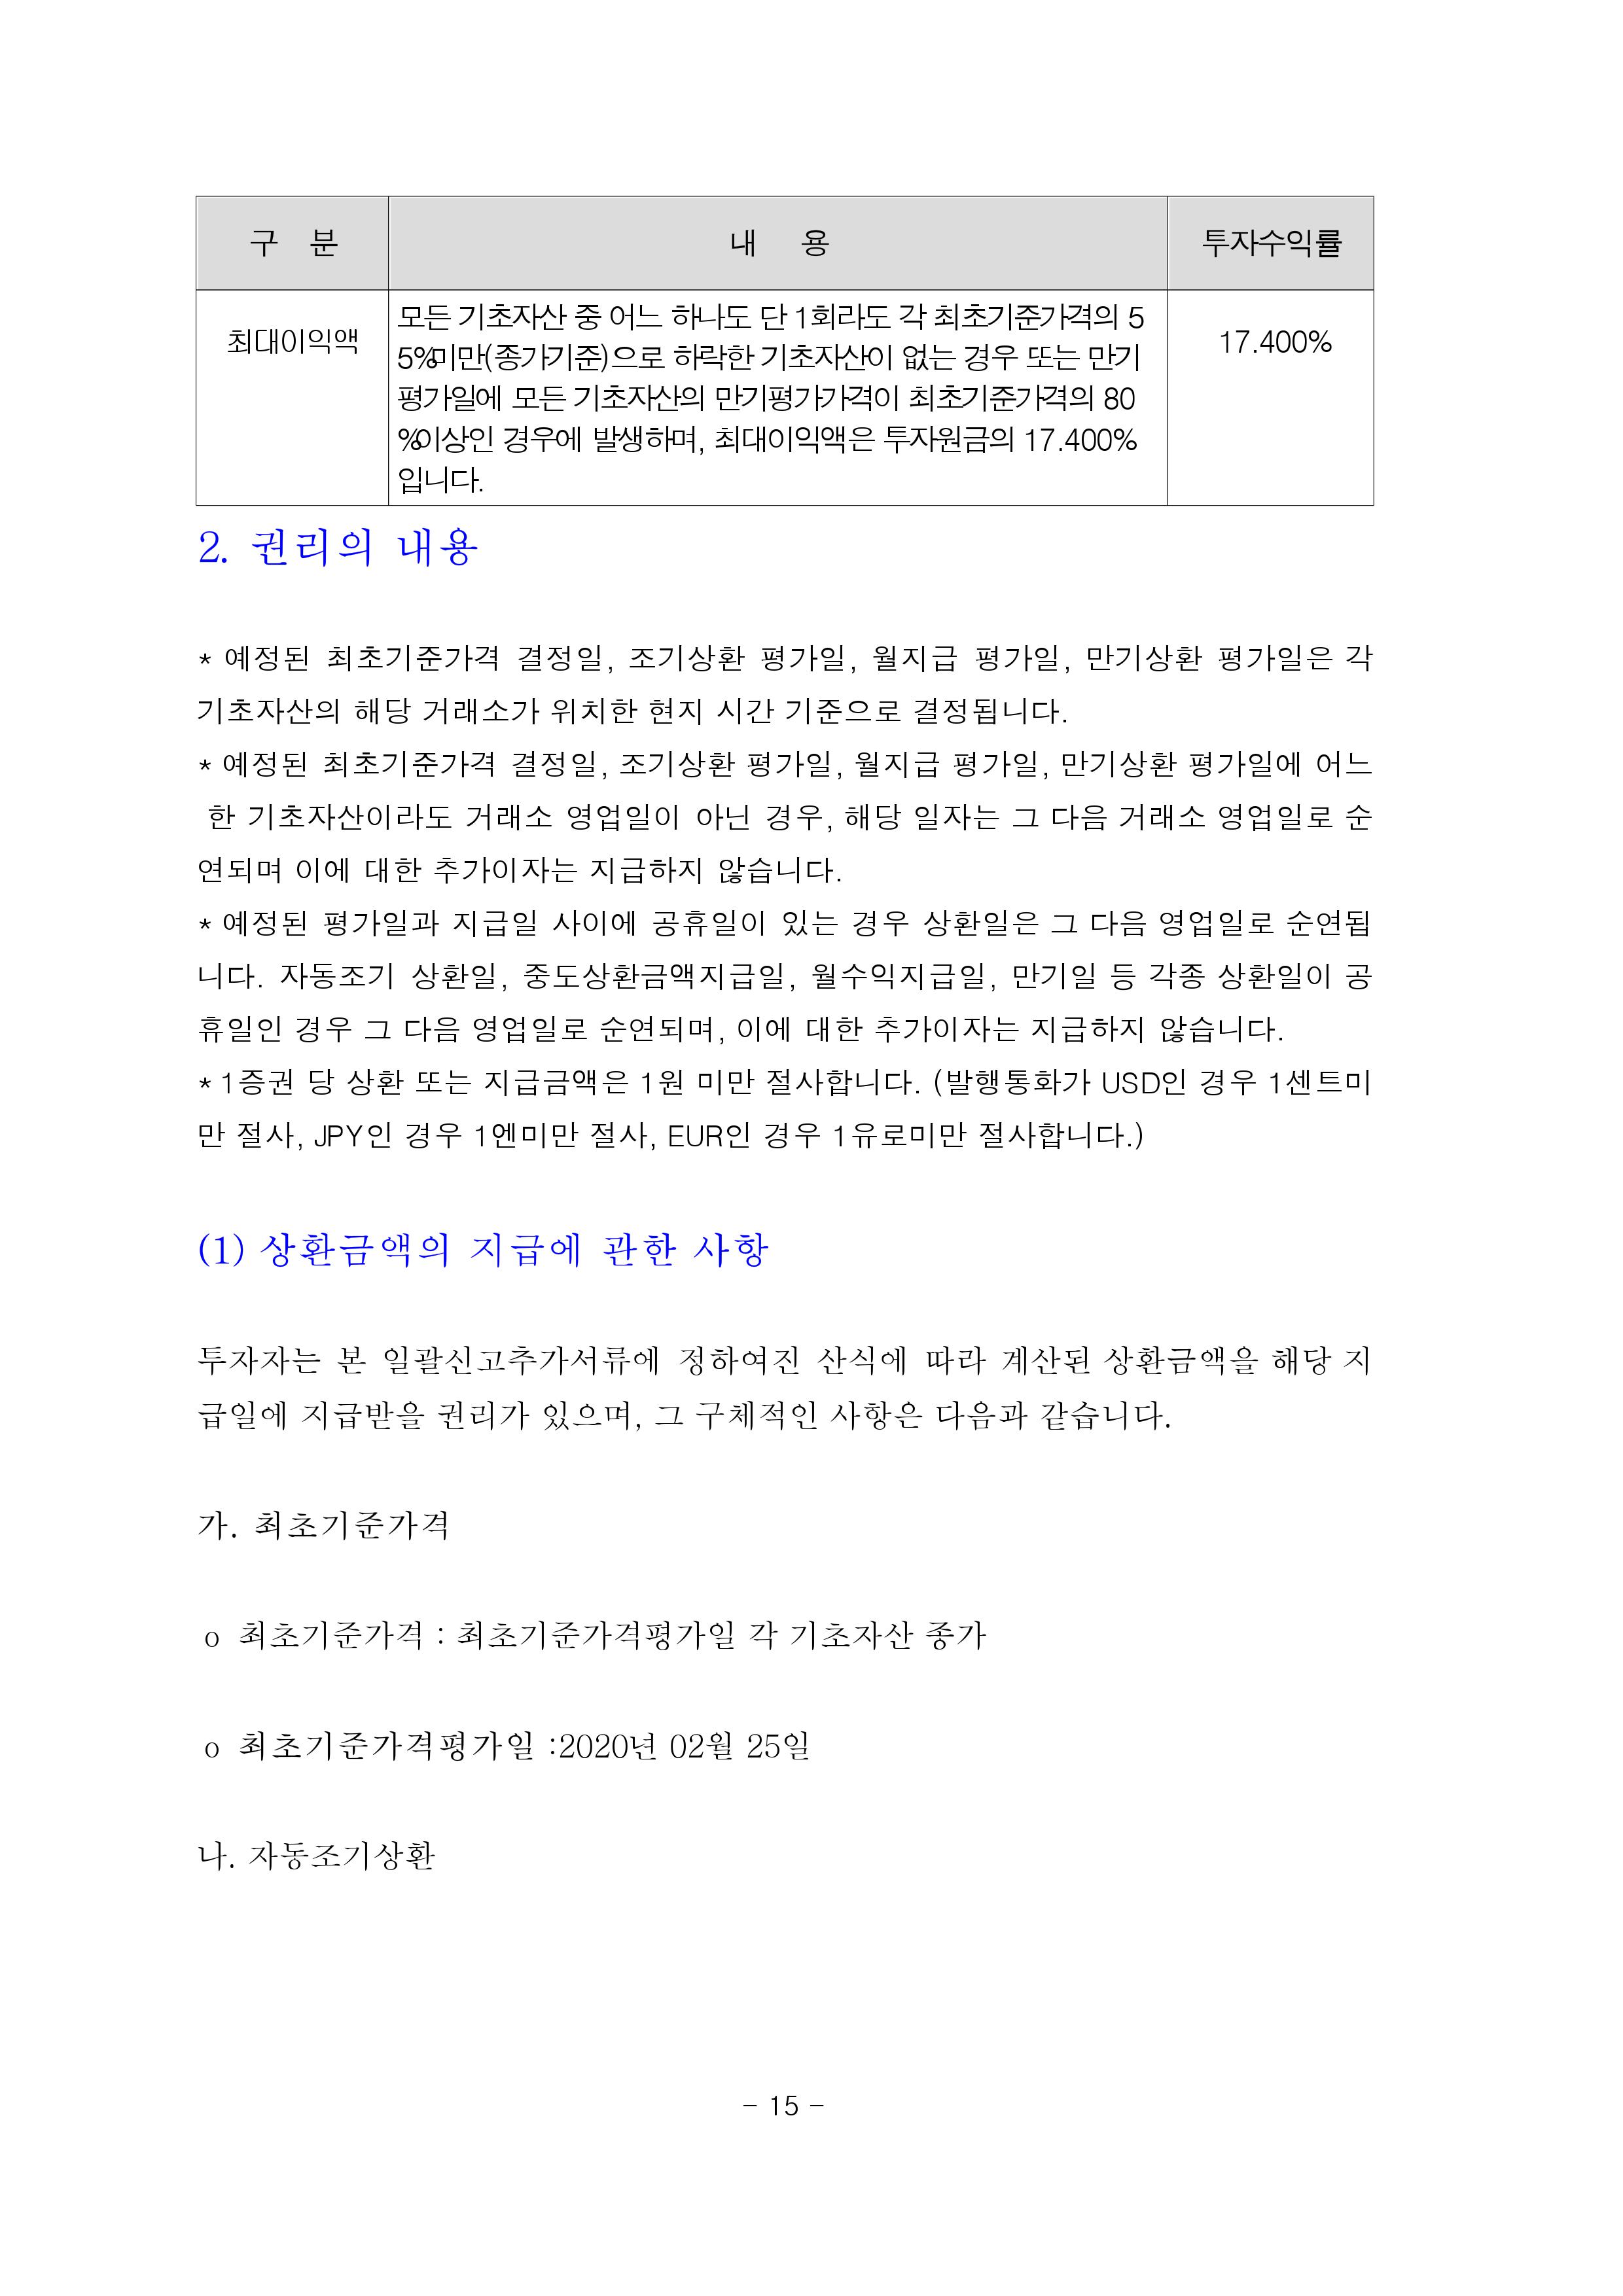 구 분 내 용 투자수익률
최대이익액
모든 기초자산 중 어느 하나도 단 1회라도 각 최초기준가격의 5
5%미만(종가기준)으로 하락한 기초자산이 없는 경우 또는 만기
평가일에 모든 기초자산의 만기평가가격이 최초기준가격의 80
%이상인 경우에 발생하며, 최대이익액은 투자원금의 17.400%
입니다.
17.400%
2. 권리의 내용
* 예정된 최초기준가격 결정일, 조기상환 평가일, 월지급 평가일, 만기상환 평가일은 각
기초자산의 해당 거래소가 위치한 현지 시간 기준으로 결정됩니다.
* 예정된 최초기준가격 결정일, 조기상환 평가일, 월지급 평가일, 만기상환 평가일에 어느
한 기초자산이라도 거래소 영업일이 아닌 경우, 해당 일자는 그 다음 거래소 영업일로 순
연되며 이에 대한 추가이자는 지급하지 않습니다.
* 예정된 평가일과 지급일 사이에 공휴일이 있는 경우 상환일은 그 다음 영업일로 순연됩
니다. 자동조기 상환일, 중도상환금액지급일, 월수익지급일, 만기일 등 각종 상환일이 공
휴일인 경우 그 다음 영업일로 순연되며, 이에 대한 추가이자는 지급하지 않습니다.
* 1증권 당 상환 또는 지급금액은 1원 미만 절사합니다. (발행통화가 USD인 경우 1센트미
만 절사, JPY인 경우 1엔미만 절사, EUR인 경우 1유로미만 절사합니다.)
(1) 상환금액의 지급에 관한 사항
투자자는 본 일괄신고추가서류에 정하여진 산식에 따라 계산된 상환금액을 해당 지
급일에 지급받을 권리가 있으며, 그 구체적인 사항은 다음과 같습니다.
가. 최초기준가격
o 최초기준가격 : 최초기준가격평가일 각 기초자산 종가
o 최초기준가격평가일 :2020년 02월 25일
나. 자동조기상환
- 15 -